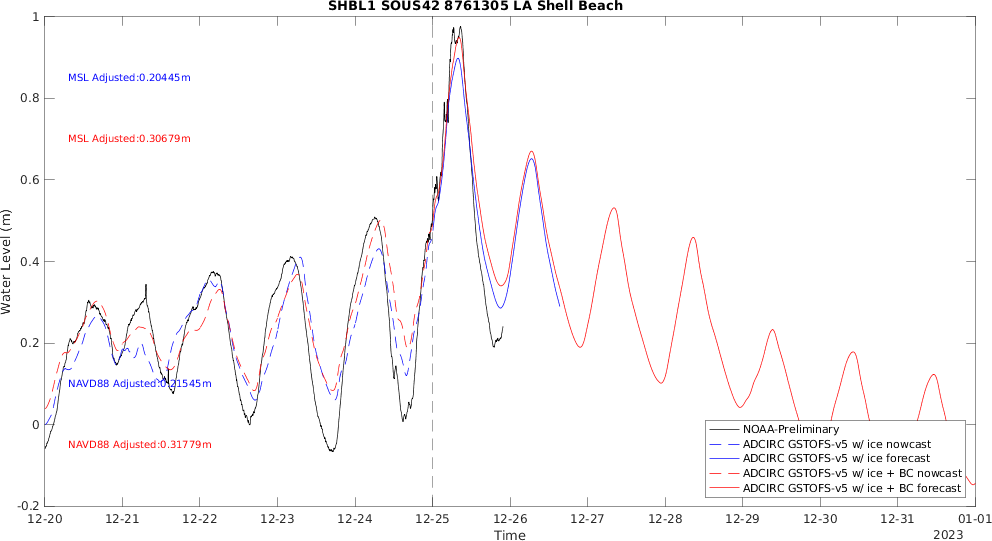 SHBL1 SOUS42 8761305 LA Shell Beach
1
0.8
0.6
0.4
0.2
0
-0.2
Water Level (m)
MSL Adjusted:0.20445m
MSL Adjusted:0.30679m
NAVD88 Adjusted:0.21545m
NAVD88 Adjusted:0.31779m
NOAA-Preliminary
ADCIRC GSTOFS-v5 w/ ice nowcast
ADCIRC GSTOFS-v5 w/ ice forecast
ADCIRC GSTOFS-v5 w/ ice + BC nowcast
ADCIRC GSTOFS-v5 w/ ice + BC forecast
12-20 12-21 12-22 12-23 12-24 12-25 12-26 12-27 12-28 12-29 12-30 12-31 01-01
Time
2023